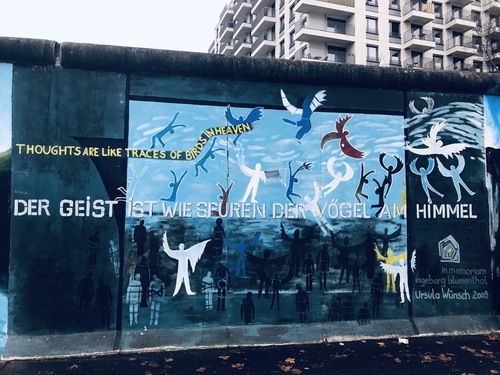 THOUGHTS ARE LIKE TRACES OF BIRDS IN HEAVEN
DER GEIST IST WIE SPUREN DER VÖGEL AM HIMMEL
in memoriam
ingeborg blumenthal
Ursula Wünsch 2009